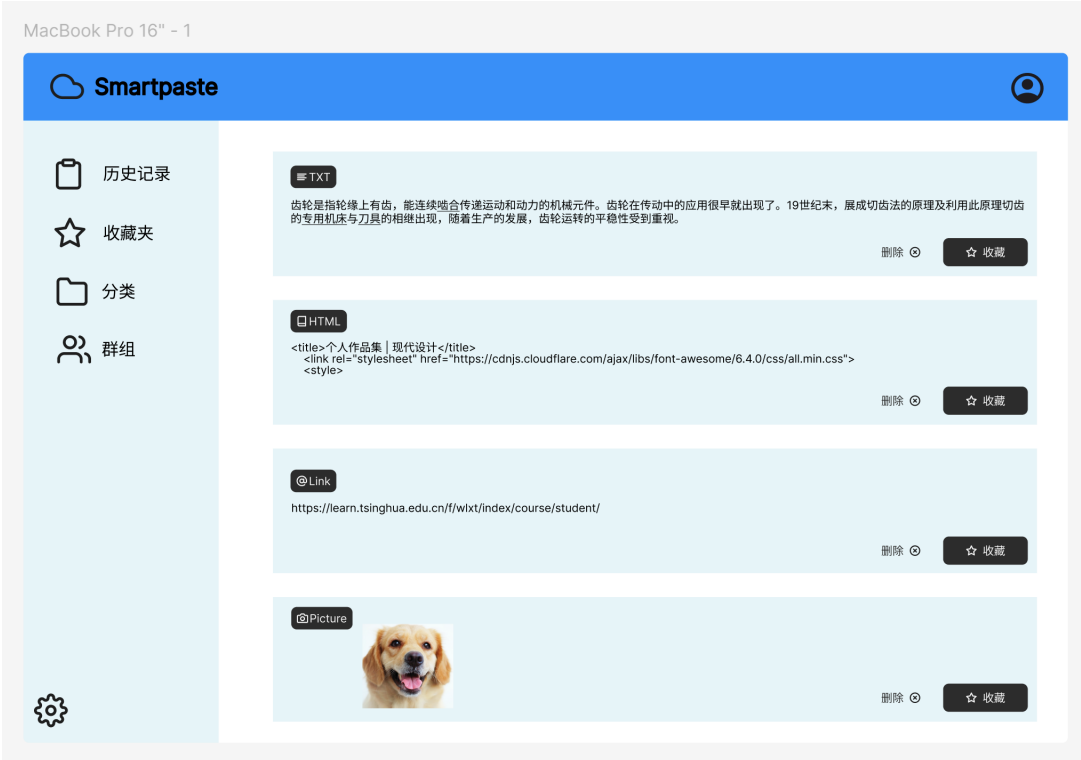 MacBook Pro 16" - 1
Smartpaste
历史记录
收藏夹
分类
群组
TXT
齿轮是指轮缘上有齿，能连续啮合传递运动和动力的机械元件。齿轮在传动中的应用很早就出现了。19世纪末，展成切齿法的原理及利用此原理切齿
的专用机床与刀具的相继出现，随着生产的发展，齿轮运转的平稳性受到重视。
删除 收藏
HTML
<title>个人作品集 | 现代设计</title>
<link rel="stylesheet" href="https://cdnjs.cloudflare.com/ajax/libs/font-awesome/6.4.0/css/all.min.css">
<style>
删除 收藏
Link
https://learn.tsinghua.edu.cn/f/wlxt/index/course/student/
删除 收藏
Picture
删除 收藏